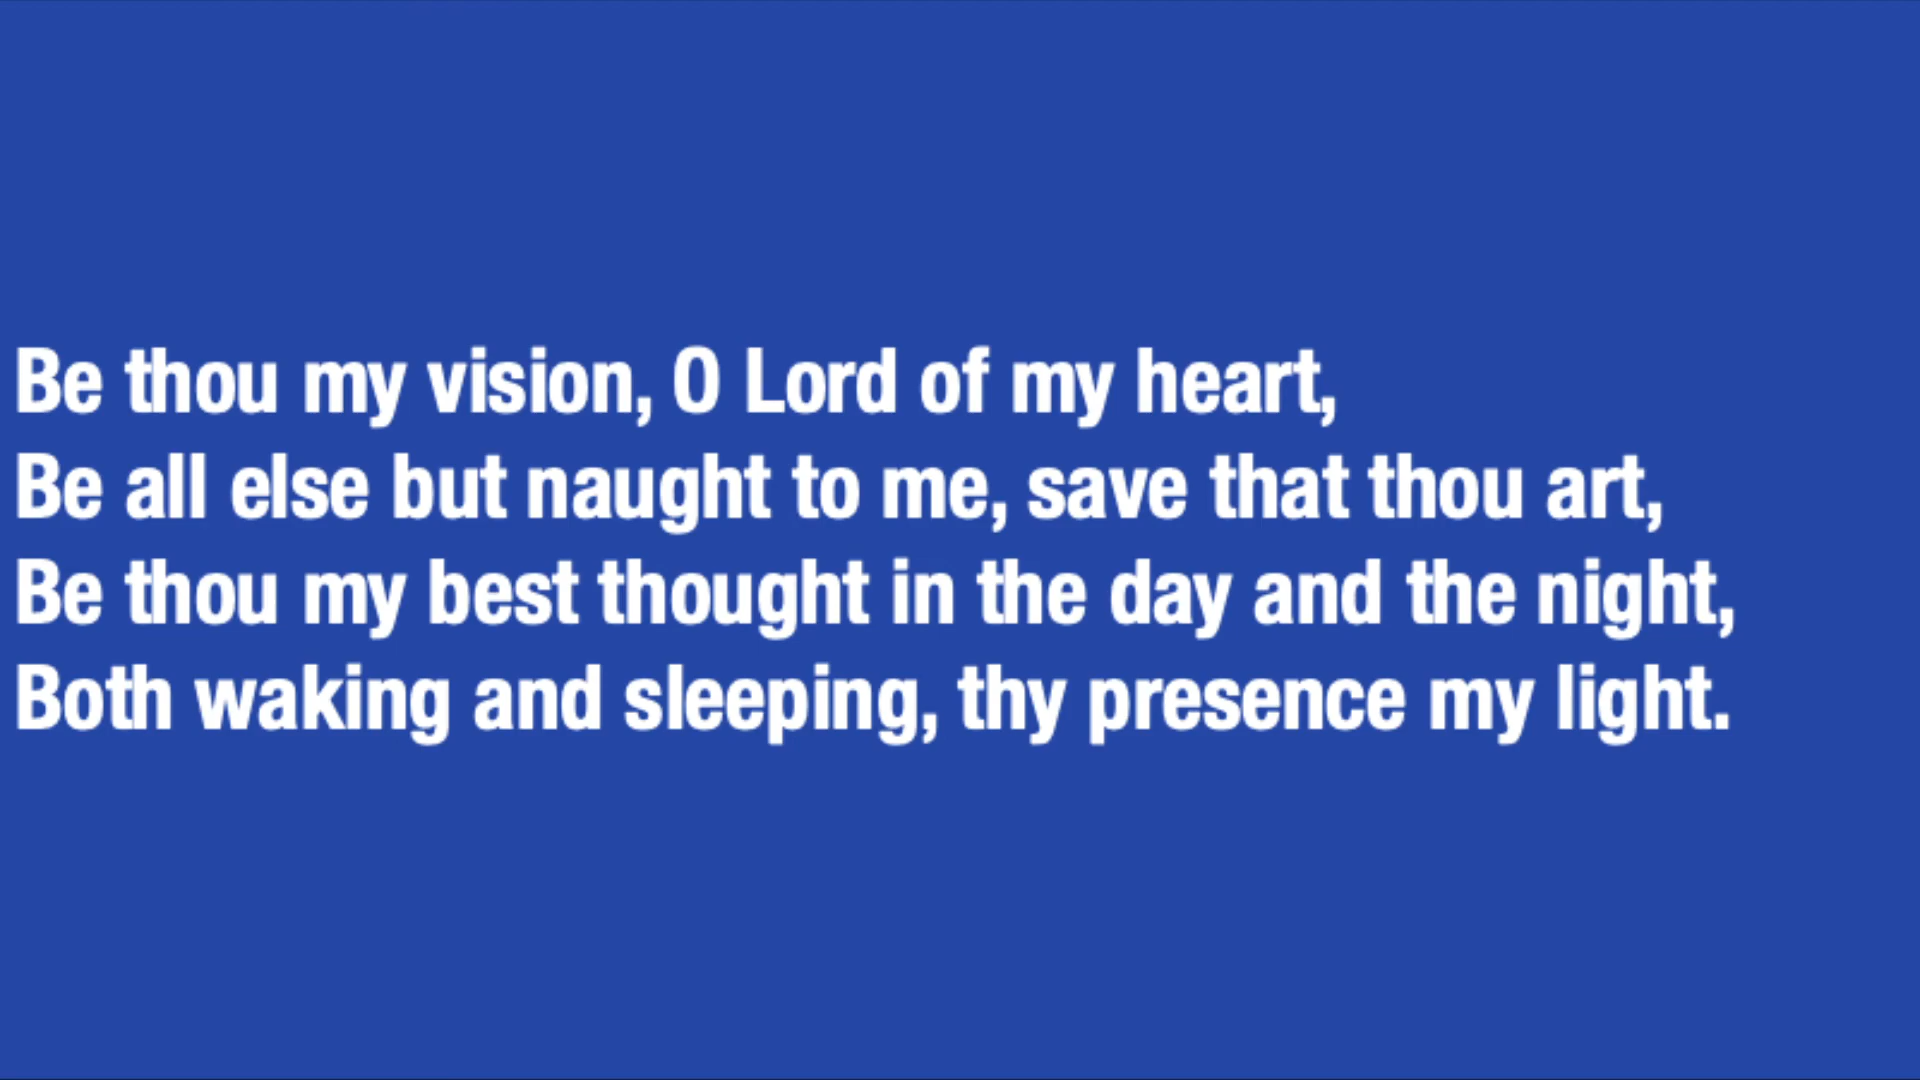 Be thou my vision, O Lord of my heart,
Be all else but naught to me, save that thou art,
Be thou my best thought in the day and the night,
Both waking and sleeping, thy presence my light.